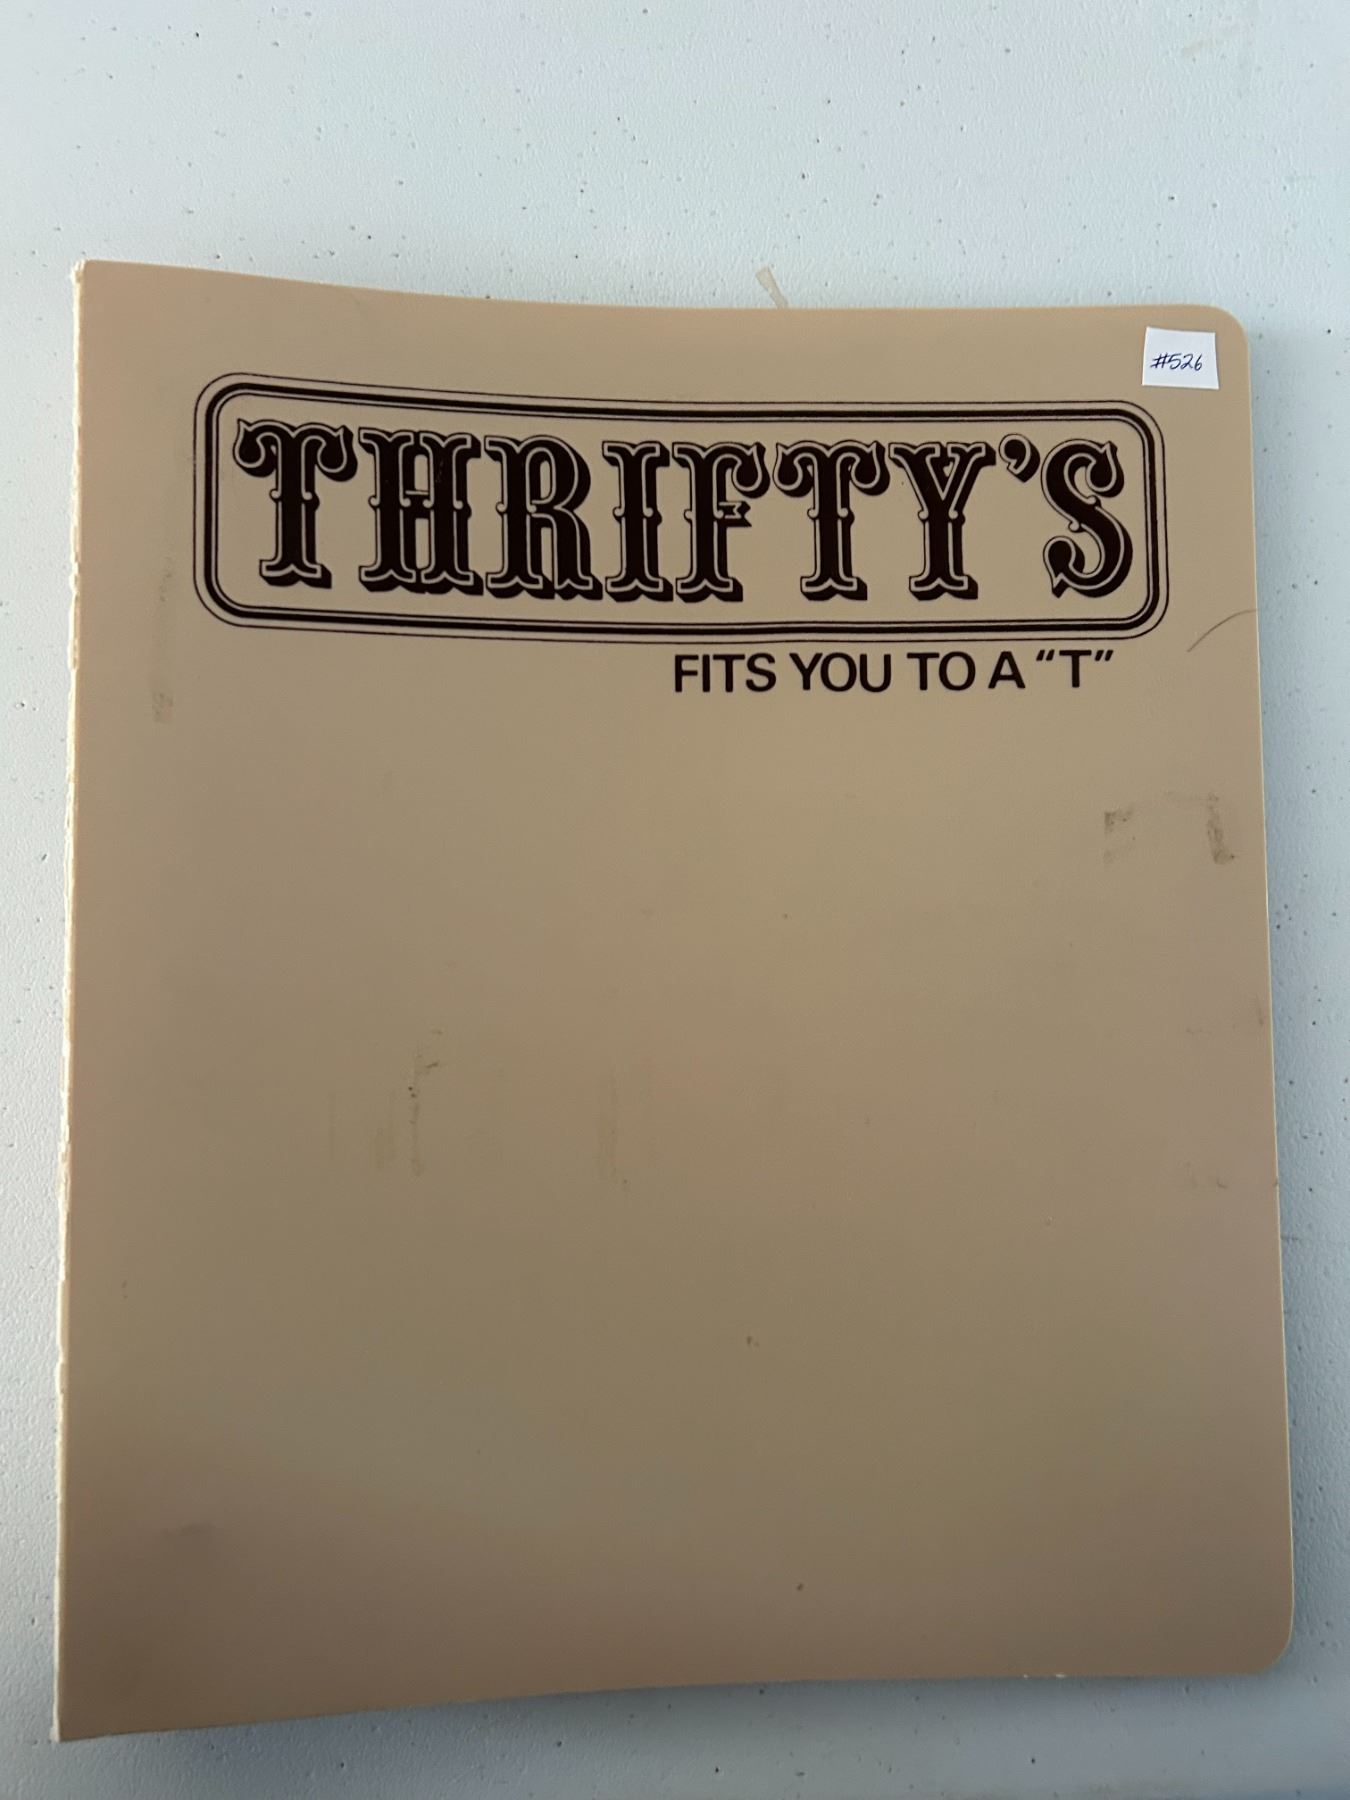 #526
THRIFTY'S
FITS YOU TO A “T”